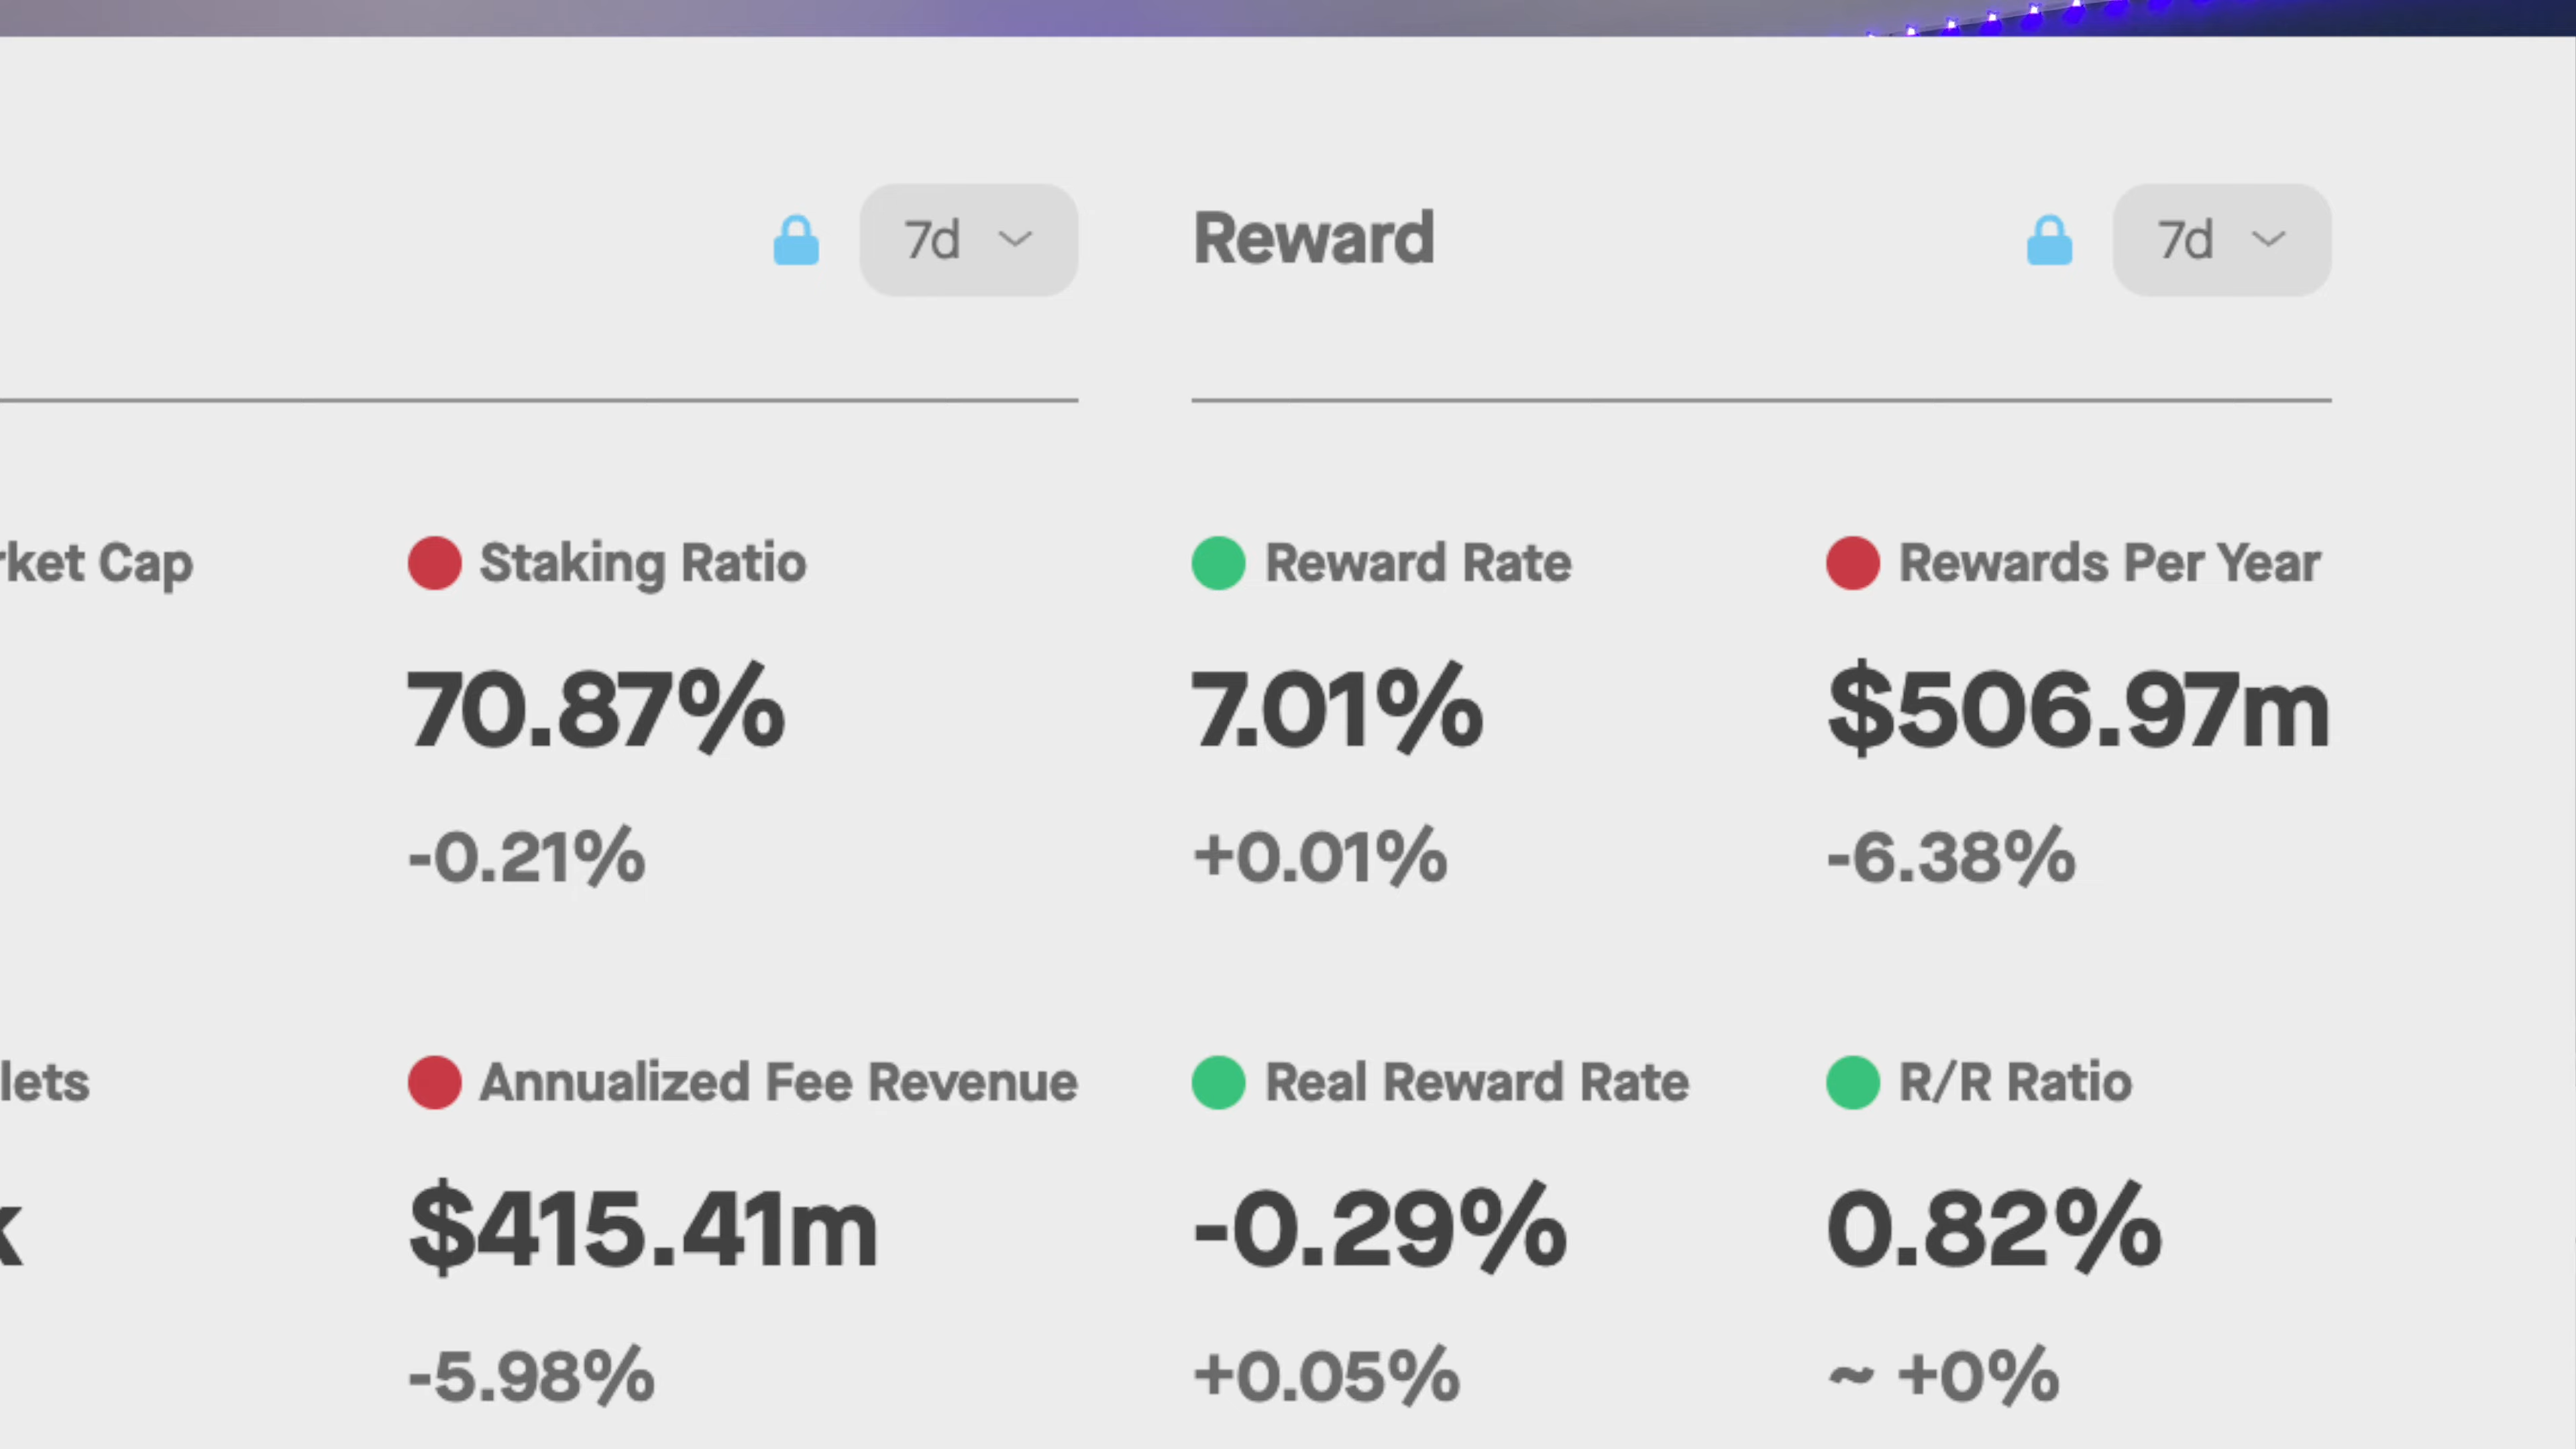 7d
Reward
7d
rket Cap
Staking Ratio
Reward Rate
Rewards Per Year
70.87%
7.01%
$506.97m
-0.21%
+0.01%
-6.38%
lets
Annualized Fee Revenue
Real Reward Rate
R/R Ratio
k
$415.41m
-0.29%
0.82%
-5.98%
+0.05%
~ +0%